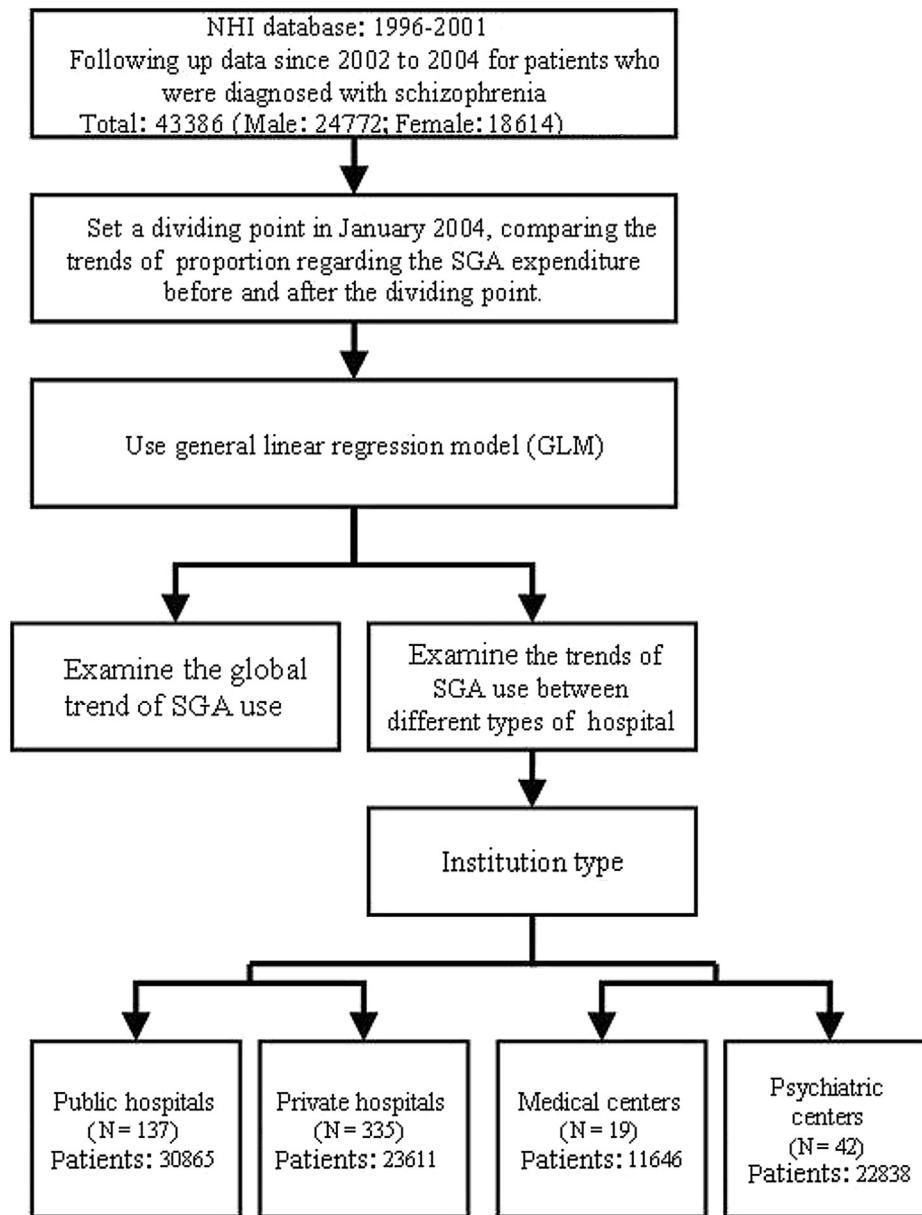 NHI database: 1996-2001
Following up data since 2002 to 2004 for patients who
were diagnosed with schizophrenia
Total: 43386 (Male: 24772; Female: 18614)
Set a dividing point in January 2004, comparing the
trends of proportion regarding the SGA expenditure
before and after the dividing point.
Use general linear regression model (GLM)
Examine the global
trend of SGA use
Examine the trends of
SGA use between
different types of hospital
Institution type
Public hospitals
(N = 137)
Patients: 30865
Private hospitals
(N = 335)
Patients: 23611
Medical centers
(N = 19)
Patients: 11646
Psychiatric
centers
(N = 42)
Patients: 22838